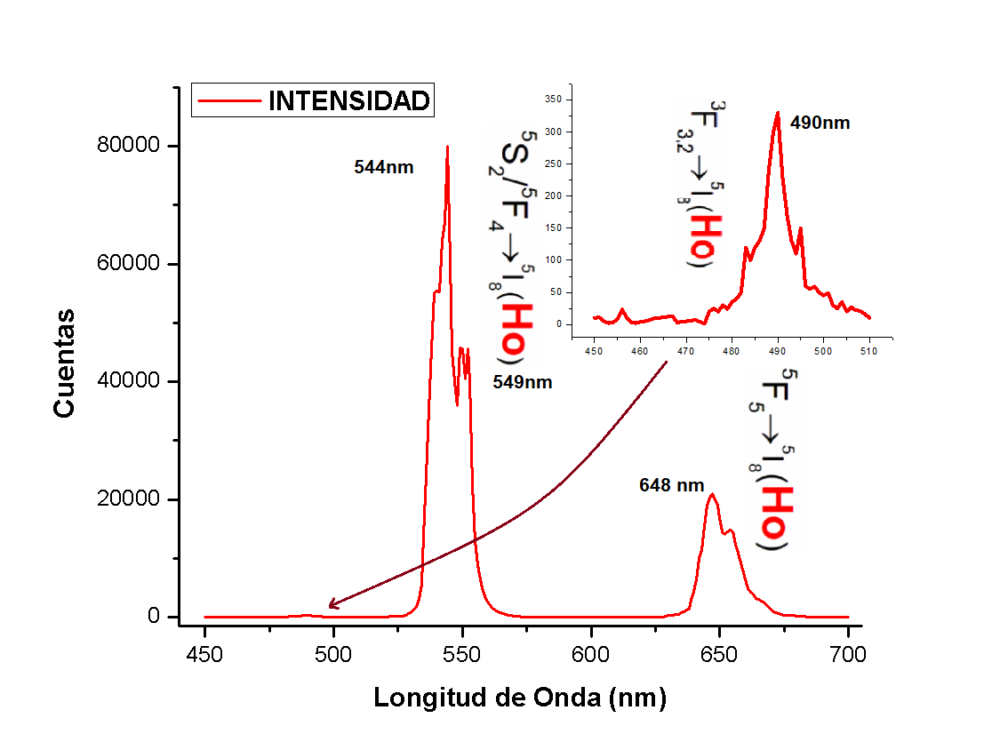 INTENSIDAD
544nm
⁵S₂/⁵F₄→⁵I₈(Ho)
549nm
648 nm
⁵F₅→⁵I₈(Ho)
490nm
³F₃,₂→⁵I₈(Ho)
350
300
250
200
150
100
50
0
450 460 470 480 490 500 510
80000
60000
40000
20000
0
Cuentas
450 500 550 600 650 700
Longitud de Onda (nm)